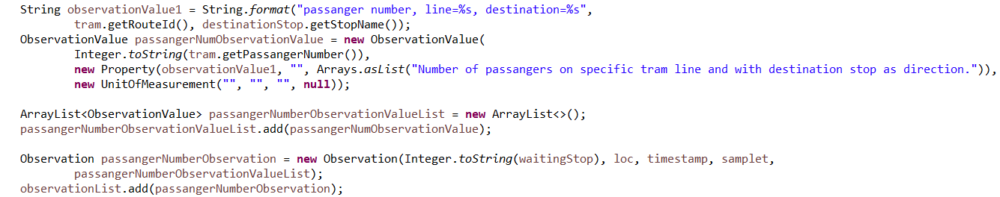 String observationValue1 = String.format("passanger number, line=%s, destination=%s",
tram.getRouteId(), destinationStop.getStopName());
ObservationValue passangerNumObservationValue = new ObservationValue(
Integer.toString(tram.getPassangerNumber()),
new Property(observationValue1, "", Arrays.asList("Number of passangers on specific tram line and with destination stop as direction.")),
new UnitOfMeasurement("", "", "", null));
ArrayList<ObservationValue> passangerNumberObservationValueList = new ArrayList<>();
passangerNumberObservationValueList.add(passangerNumObservationValue);
Observation passangerNumberObservation = new Observation(Integer.toString(waitingStop), loc, timestamp, samplet,
passangerNumberObservationValueList);
observationList.add(passangerNumberObservation);